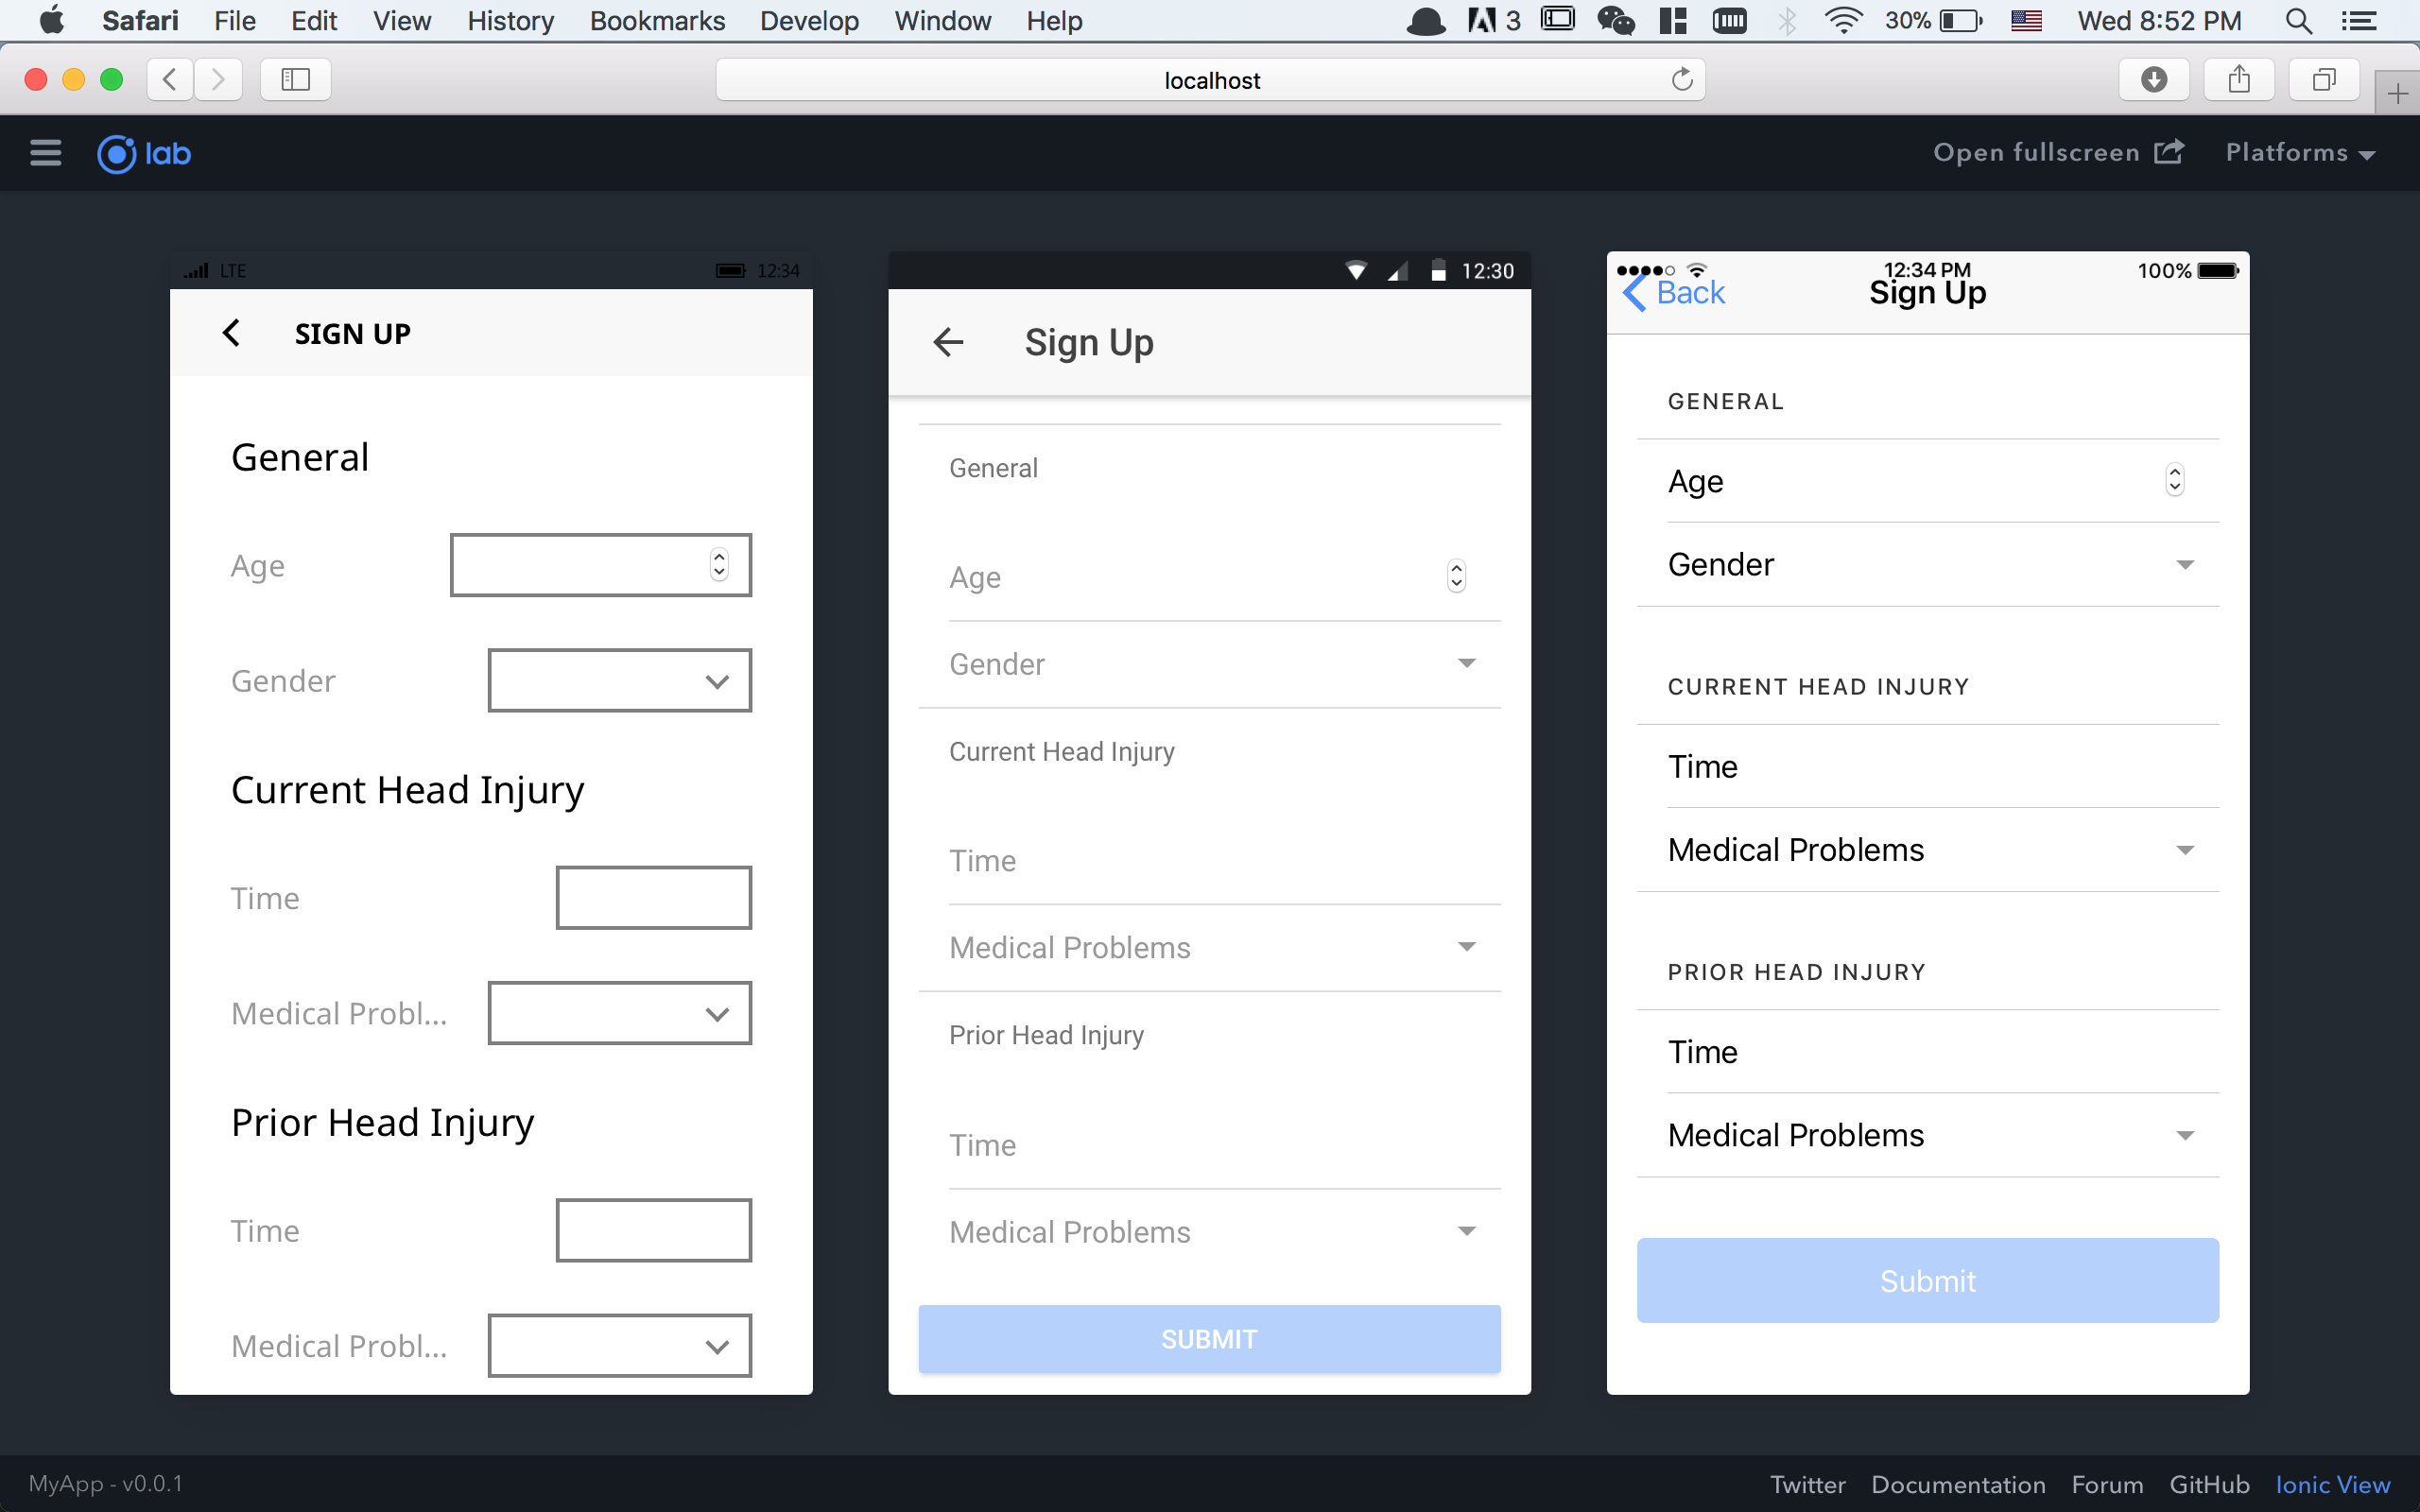 Safari File Edit View History Bookmarks Develop Window Help 3 30% Wed 8:52 PM
localhost
lab Open fullscreen Platforms
LTE 12:34
SIGN UP
General
Age
Gender
Current Head Injury
Time
Medical Probl...
Prior Head Injury
Time
Medical Probl...
12:30
Sign Up
General
Age
Gender
Current Head Injury
Time
Medical Problems
Prior Head Injury
Time
Medical Problems
SUBMIT
12:34 PM 100%
Back Sign Up
GENERAL
Age
Gender
CURRENT HEAD INJURY
Time
Medical Problems
PRIOR HEAD INJURY
Time
Medical Problems
Submit
MyApp - v0.0.1 Twitter Documentation Forum GitHub Ionic View